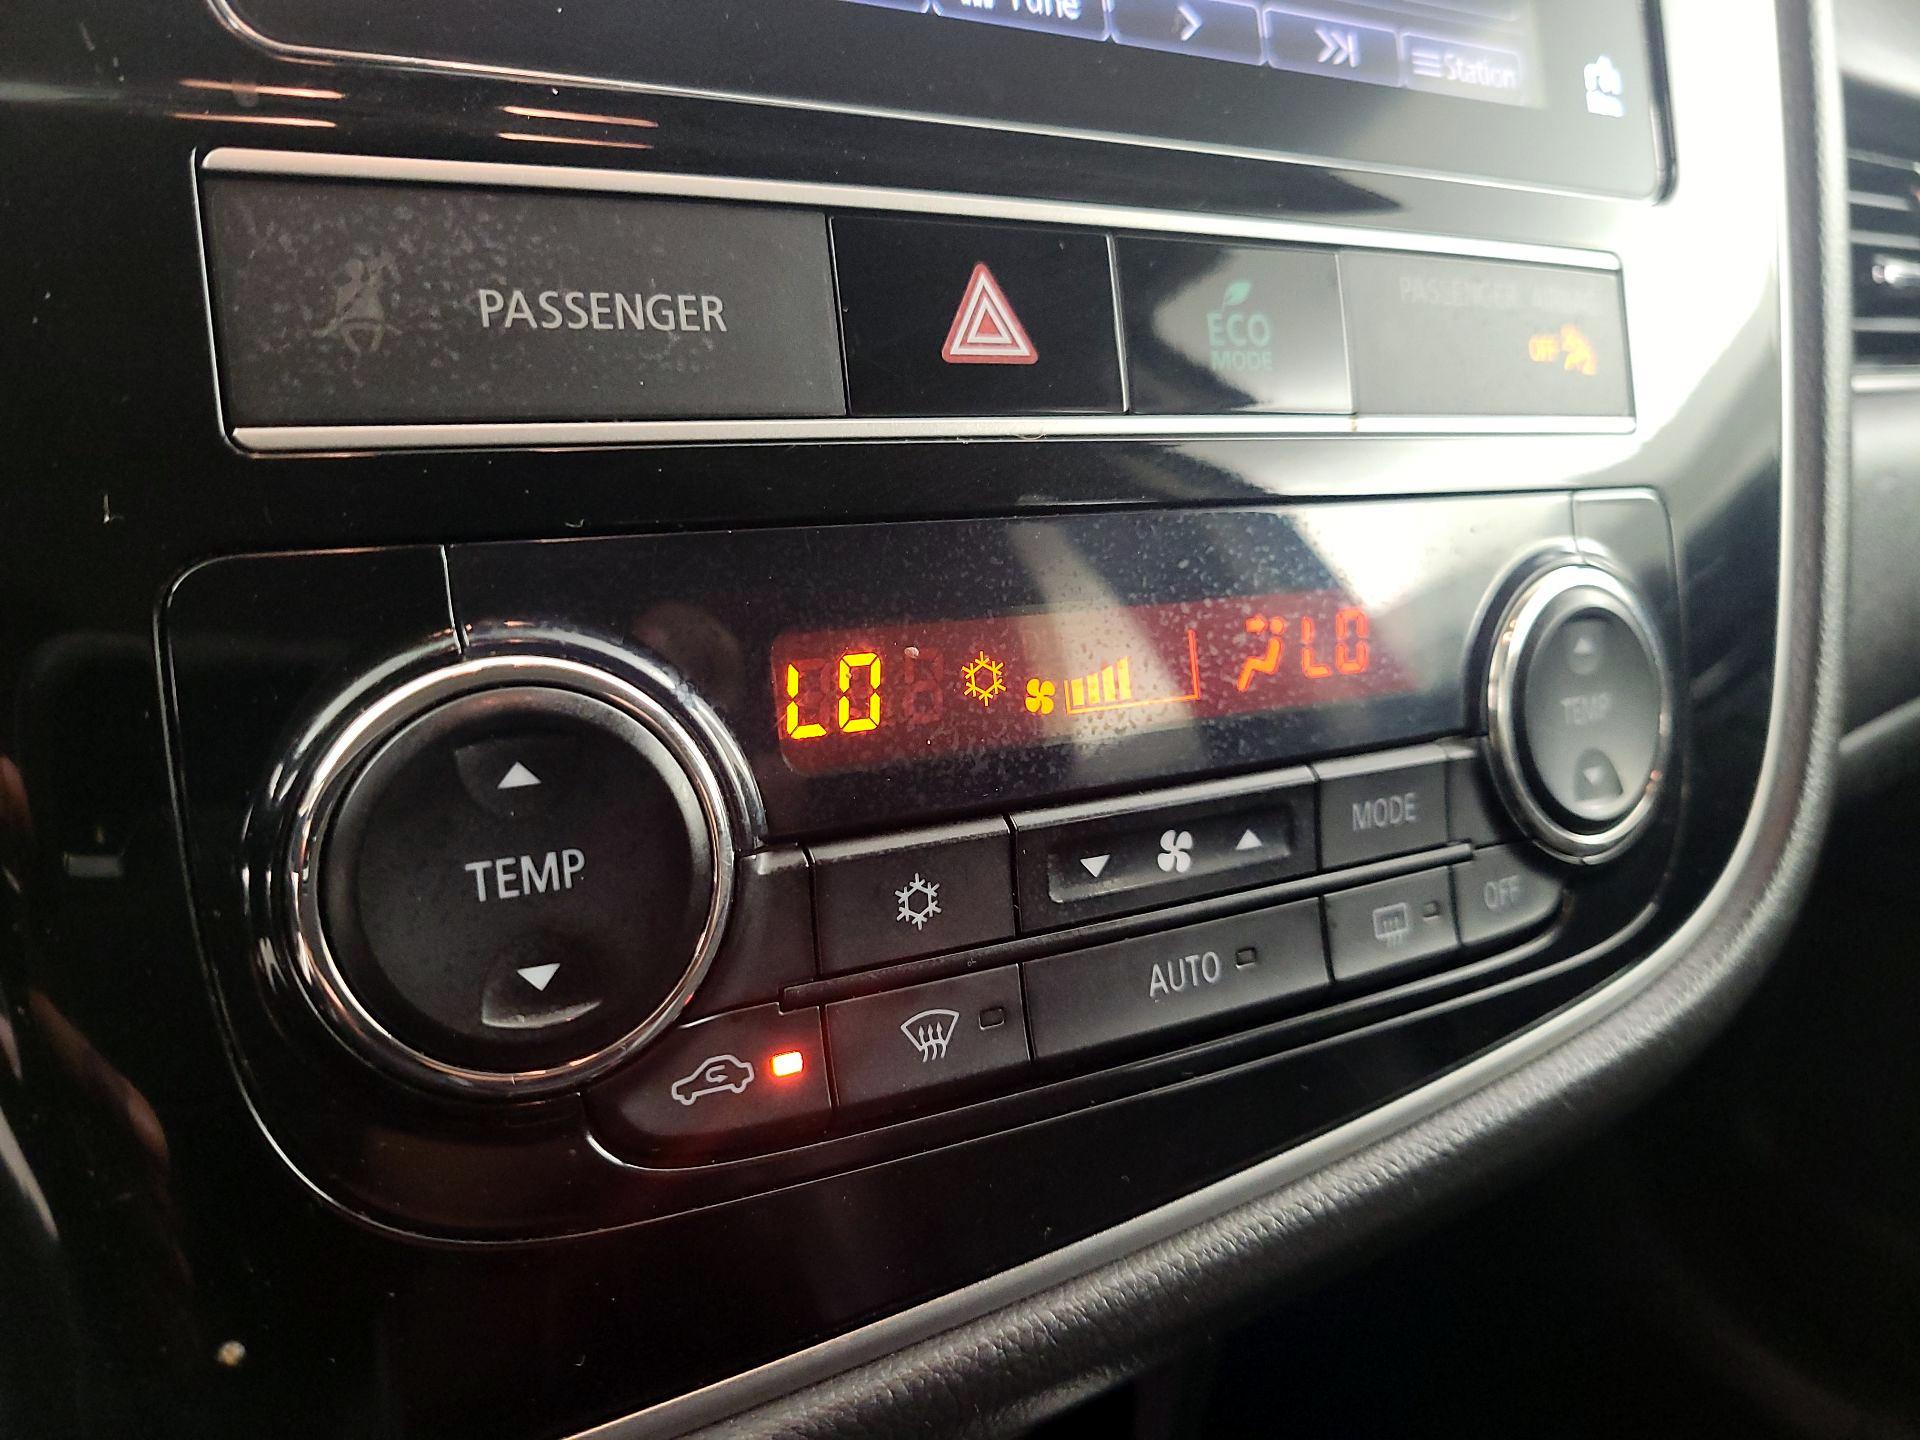 Tune
Station
PASSENGER
ECO
MODE
PASSENGER AIRBAG
OFF
LO
LO
TEMP
TEMP
MODE
AUTO
OFF